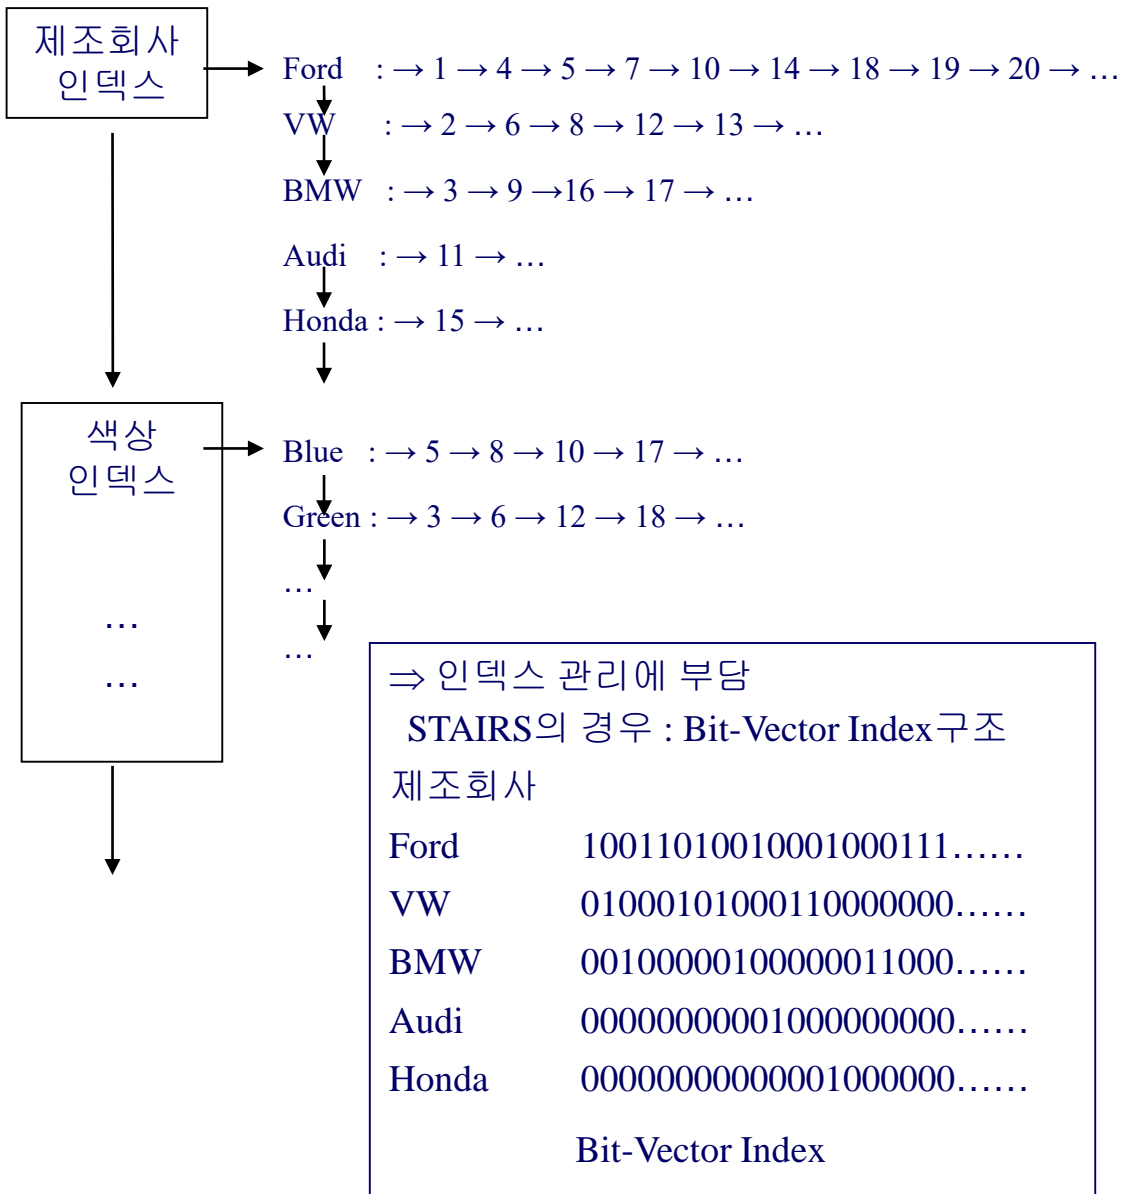 제조회사
인덱스
Ford : → 1 → 4 → 5 → 7 → 10 → 14 → 18 → 19 → 20 → …
VW : → 2 → 6 → 8 → 12 → 13 → …
BMW : → 3 → 9 →16 → 17 → …
Audi : → 11 → …
Honda : → 15 → …
색상
인덱스
…
…
Blue : → 5 → 8 → 10 → 17 → …
Green : → 3 → 6 → 12 → 18 → …
…
…
⇒ 인덱스 관리에 부담
STAIRS의 경우 : Bit-Vector Index구조
제조회사
Ford 10011010010001000111……
VW 01000101000110000000……
BMW 00100000100000011000……
Audi 00000000001000000000……
Honda 00000000000001000000……
Bit-Vector Index